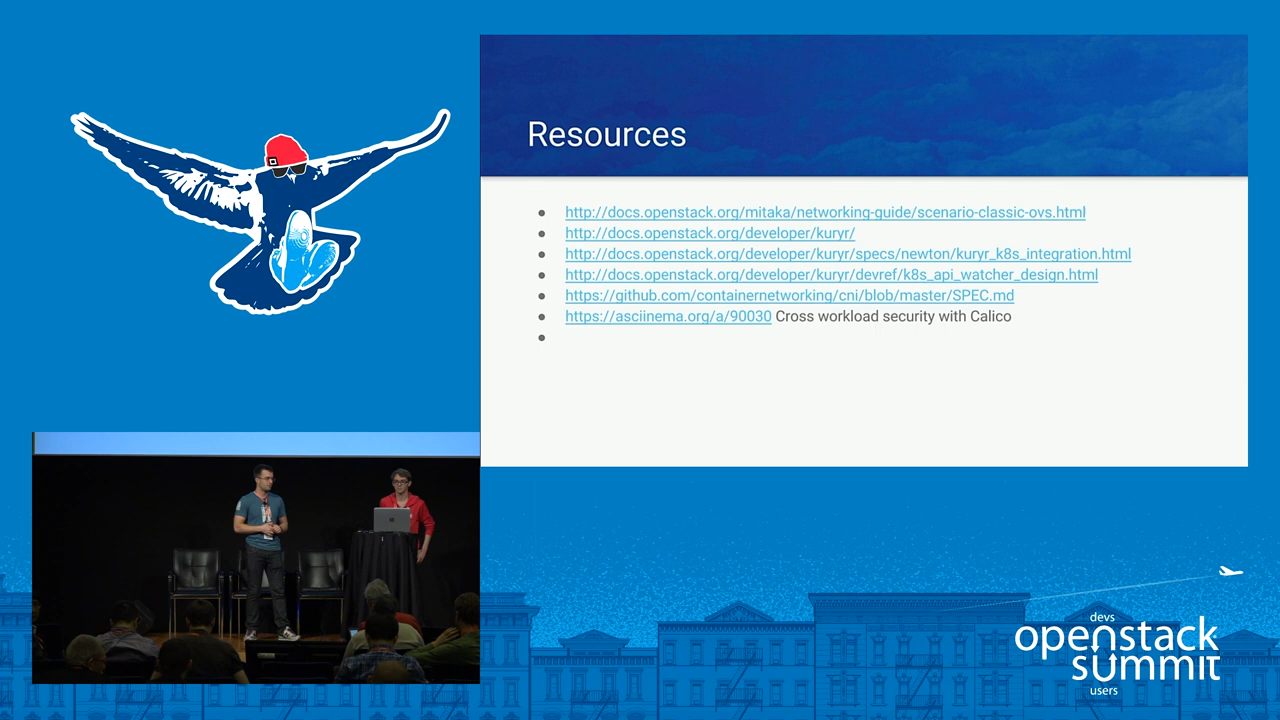 Resources
http://docs.openstack.org/mitaka/networking-guide/scenario-classic-ovs.html
http://docs.openstack.org/developer/kuryr/
http://docs.openstack.org/developer/kuryr/specs/newton/kuryr_k8s_integration.html
http://docs.openstack.org/developer/kuryr/devref/k8s_api_watcher_design.html
https://github.com/containernetworking/cni/blob/master/SPEC.md
https://asciinema.org/a/90030 Cross workload security with Calico
devs
openstack
summit
users